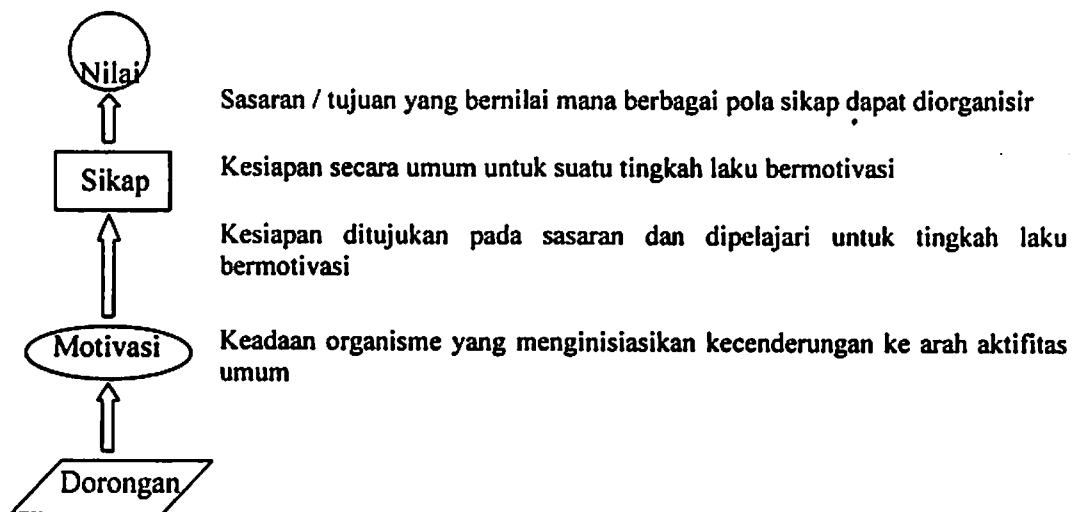 Nilai
Sasaran / tujuan yang bernilai mana berbagai pola sikap dapat diorganisir
Sikap
Kesiapan secara umum untuk suatu tingkah laku bermotivasi
Kesiapan ditujukan pada sasaran dan dipelajari untuk tingkah laku
bermotivasi
Motivasi
Keadaan organisme yang menginisiasikan kecenderungan ke arah aktifitas
umum
Dorongan